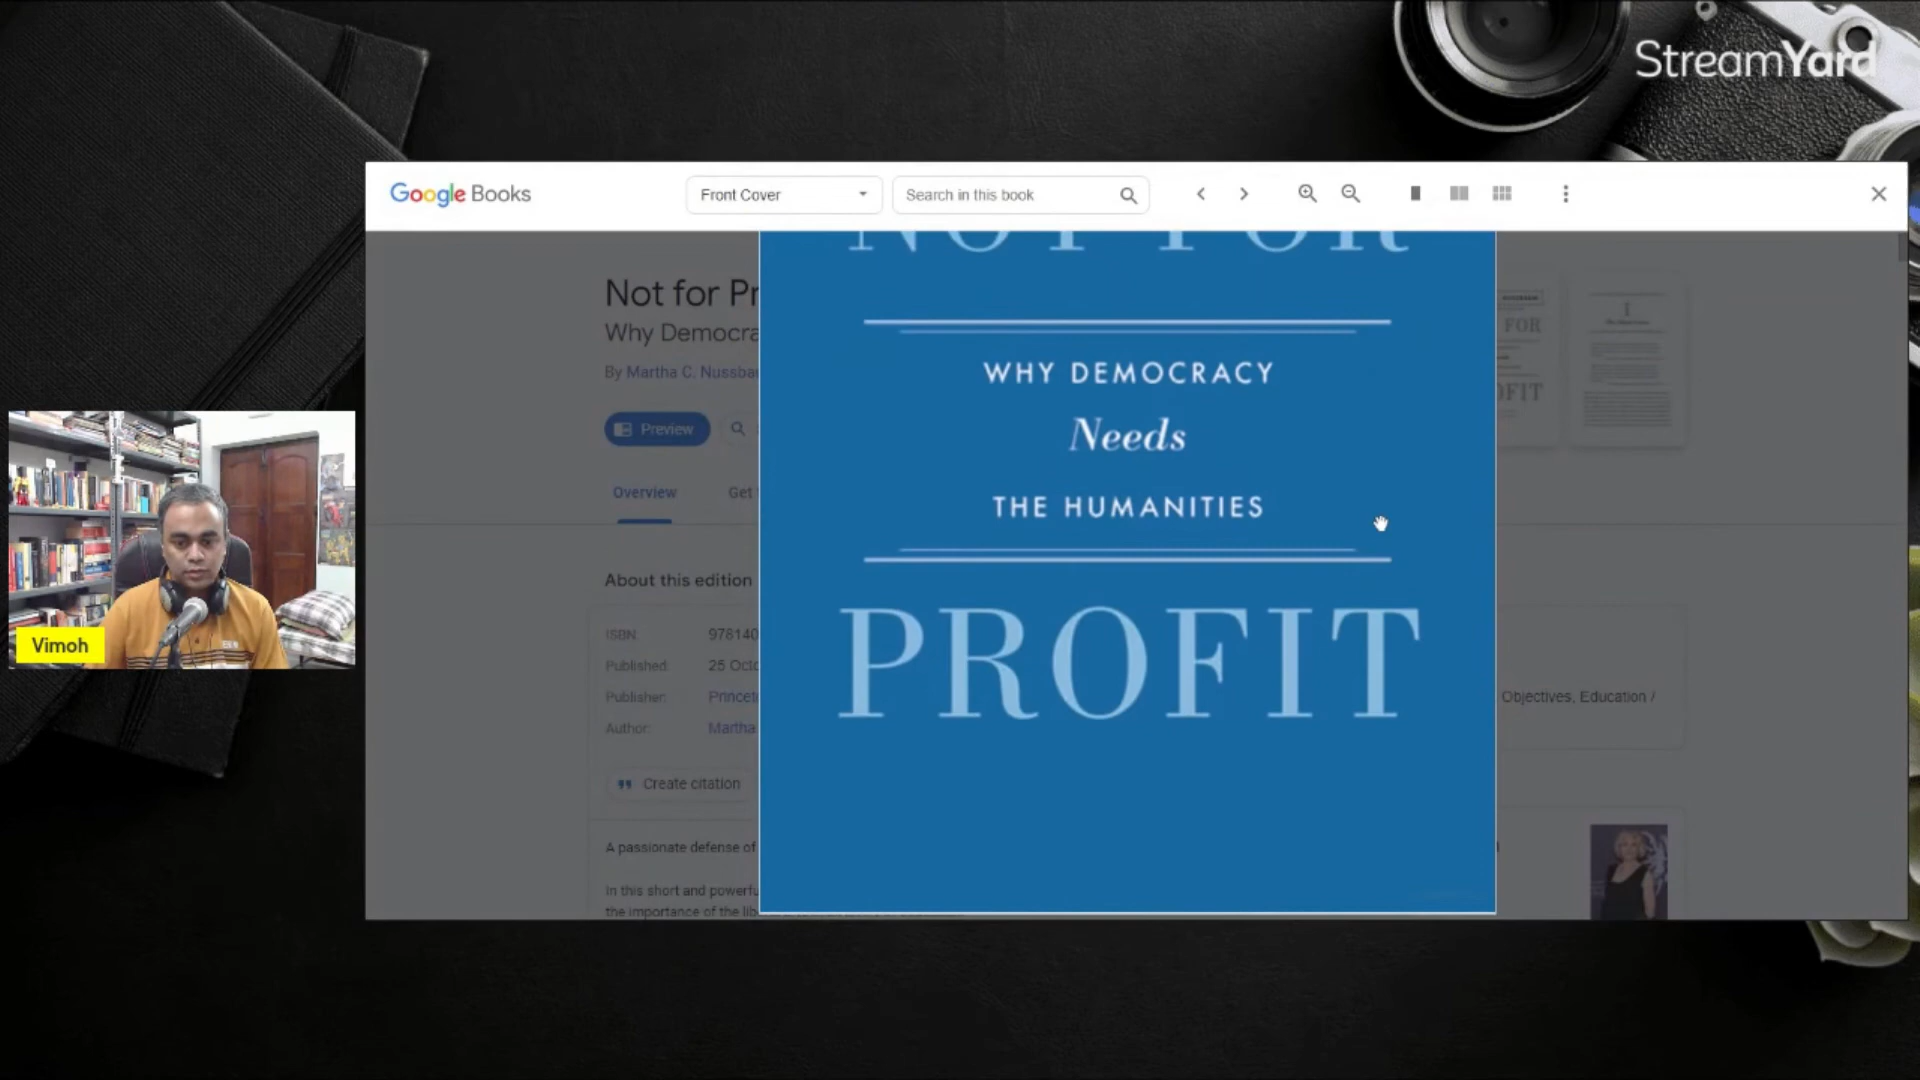 StreamYard
Google Books
Front Cover
Search in this book
NOT FOR
WHY DEMOCRACY
Needs
THE HUMANITIES
PROFIT
Not for Pr
Why Democra
By Martha C. Nussba
Preview
Overview
Get
About this edition
ISBN: 978140
Published: 25 Octo
Publisher: Princet
Author: Martha
Objectives, Education /
Create citation
A passionate defense of
In this short and powerfu
the importance of the lib
FOR
OFIT
Vimoh